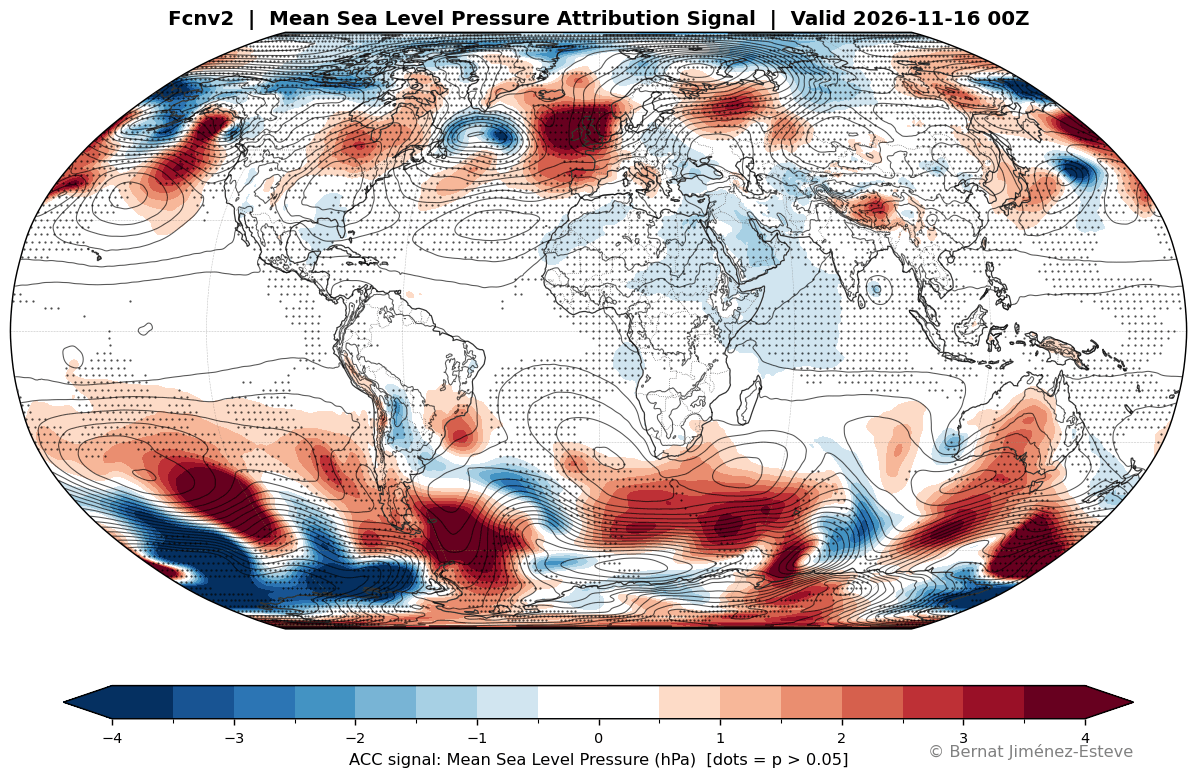 Fcnv2 | Mean Sea Level Pressure Attribution Signal | Valid 2026-11-16 00Z
−4 −3 −2 −1 0 1 2 3 4
ACC signal: Mean Sea Level Pressure (hPa) [dots = p > 0.05]
© Bernat Jiménez-Esteve